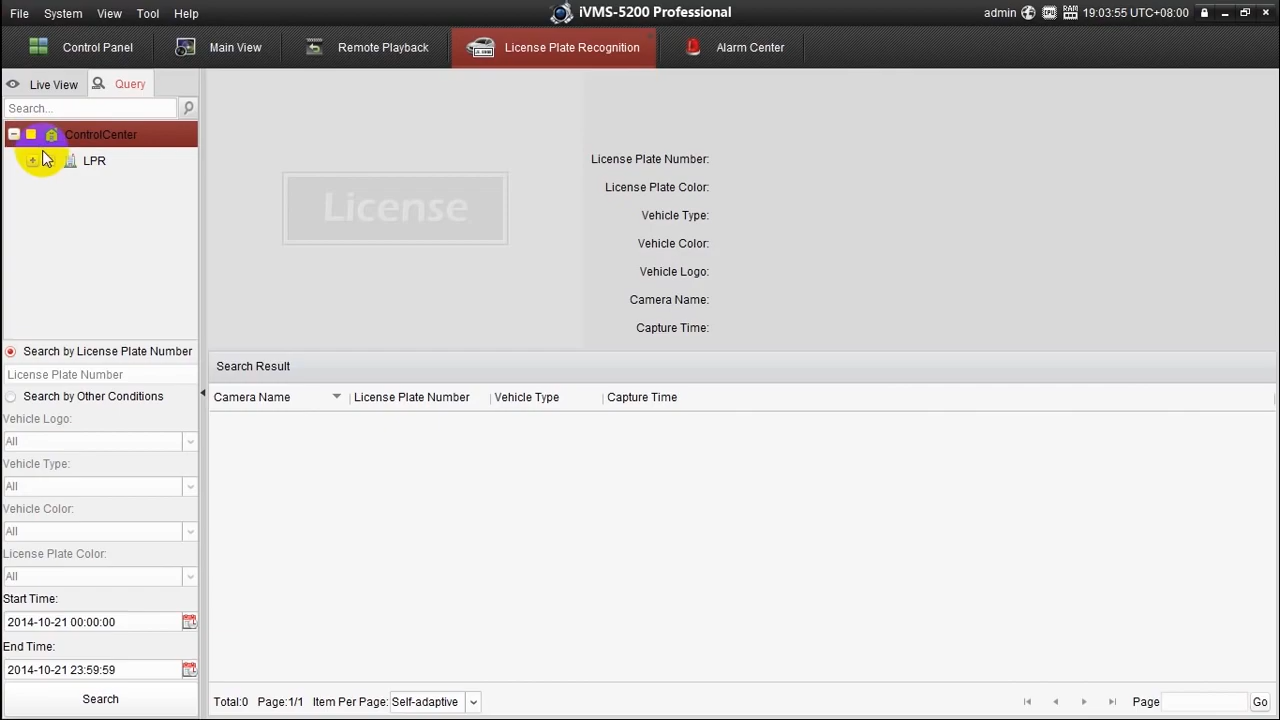 File System View Tool Help
iVMS-5200 Professional
admin 19:03:55 UTC+08:00
Control Panel
Main View
Remote Playback
License Plate Recognition
Alarm Center
Live View
Query
Search...
ControlCenter
LPR
Search by License Plate Number
License Plate Number
Search by Other Conditions
Vehicle Logo:
All
Vehicle Type:
All
Vehicle Color:
All
License Plate Color:
All
Start Time:
2014-10-21 00:00:00
End Time:
2014-10-21 23:59:59
Search
License
License Plate Number:
License Plate Color:
Vehicle Type:
Vehicle Color:
Vehicle Logo:
Camera Name:
Capture Time:
Search Result
Camera Name License Plate Number Vehicle Type Capture Time
Total:0 Page:1/1 Item Per Page: Self-adaptive
Page Go